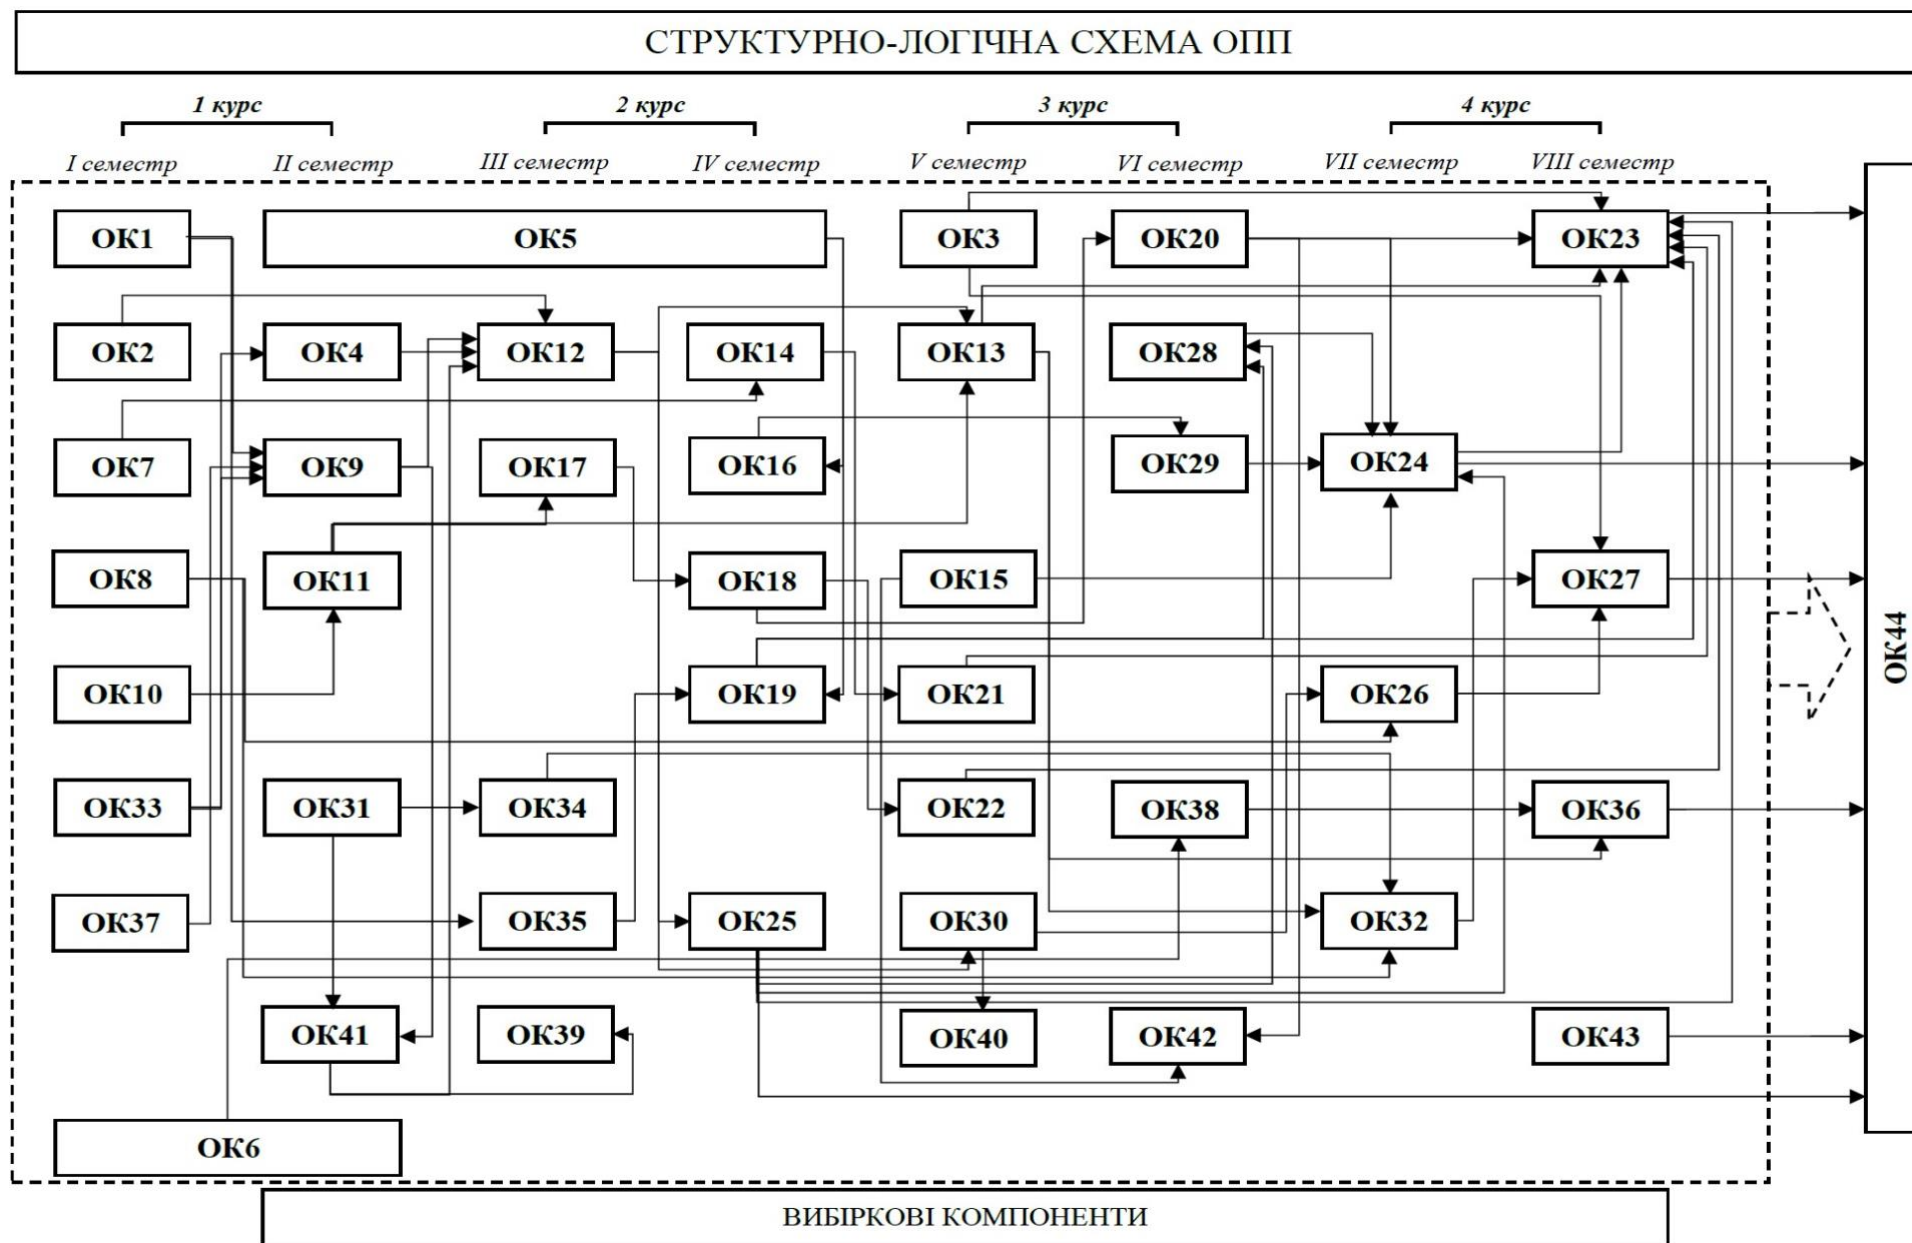 СТРУКТУРНО-ЛОГІЧНА СХЕМА ОПП
1 курс 2 курс 3 курс 4 курс
I семестр II семестр III семестр IV семестр V семестр VI семестр VII семестр VIII семестр
ОК1 ОК5 ОК3 ОК20 ОК23
ОК2 ОК4 ОК12 ОК14 ОК13 ОК28
ОК7 ОК9 ОК17 ОК16 ОК29 ОК24
ОК8 ОК11 ОК18 ОК15 ОК27
ОК10 ОК19 ОК21 ОК26
ОК33 ОК31 ОК34 ОК22 ОК38 ОК36
ОК37 ОК35 ОК25 ОК30 ОК32
ОК41 ОК39 ОК40 ОК42 ОК43
ОК6
ОК44
ВИБІРКОВІ КОМПОНЕНТИ